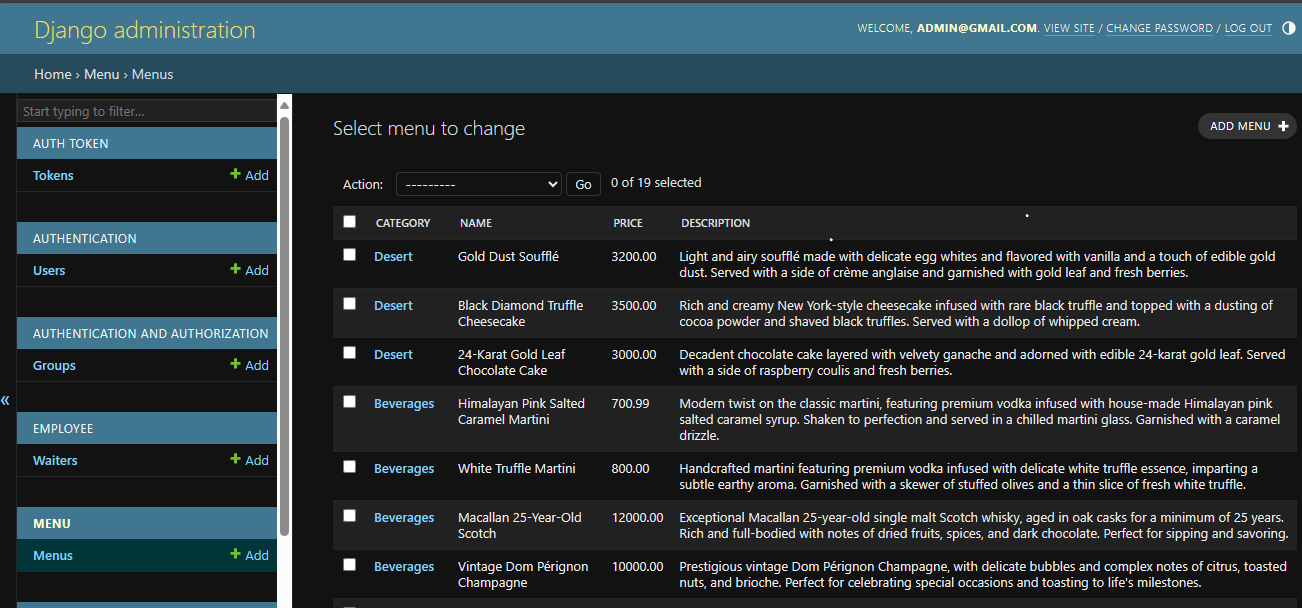 Django administration
WELCOME, ADMIN@GMAIL.COM. VIEW SITE / CHANGE PASSWORD / LOG OUT
Home › Menu › Menus
Start typing to filter...
AUTH TOKEN
Tokens + Add
AUTHENTICATION
Users + Add
AUTHENTICATION AND AUTHORIZATION
Groups + Add
EMPLOYEE
Waiters + Add
MENU
Menus + Add
«
Select menu to change
ADD MENU +
Action: --------- Go 0 of 19 selected
CATEGORY NAME PRICE DESCRIPTION
Desert Gold Dust Soufflé 3200.00 Light and airy soufflé made with delicate egg whites and flavored with vanilla and a touch of edible gold
dust. Served with a side of crème anglaise and garnished with gold leaf and fresh berries.
Desert Black Diamond Truffle 3500.00 Rich and creamy New York-style cheesecake infused with rare black truffle and topped with a dusting of
Cheesecake cocoa powder and shaved black truffles. Served with a dollop of whipped cream.
Desert 24-Karat Gold Leaf 3000.00 Decadent chocolate cake layered with velvety ganache and adorned with edible 24-karat gold leaf. Served
Chocolate Cake with a side of raspberry coulis and fresh berries.
Beverages Himalayan Pink Salted 700.99 Modern twist on the classic martini, featuring premium vodka infused with house-made Himalayan pink
Caramel Martini salted caramel syrup. Shaken to perfection and served in a chilled martini glass. Garnished with a caramel
drizzle.
Beverages White Truffle Martini 800.00 Handcrafted martini featuring premium vodka infused with delicate white truffle essence, imparting a
subtle earthy aroma. Garnished with a skewer of stuffed olives and a thin slice of fresh white truffle.
Beverages Macallan 25-Year-Old 12000.00 Exceptional Macallan 25-year-old single malt Scotch whisky, aged in oak casks for a minimum of 25 years.
Scotch Rich and full-bodied with notes of dried fruits, spices, and dark chocolate. Perfect for sipping and savoring.
Beverages Vintage Dom Pérignon 10000.00 Prestigious vintage Dom Pérignon Champagne, with delicate bubbles and complex notes of citrus, toasted
Champagne nuts, and brioche. Perfect for celebrating special occasions and toasting to life's milestones.